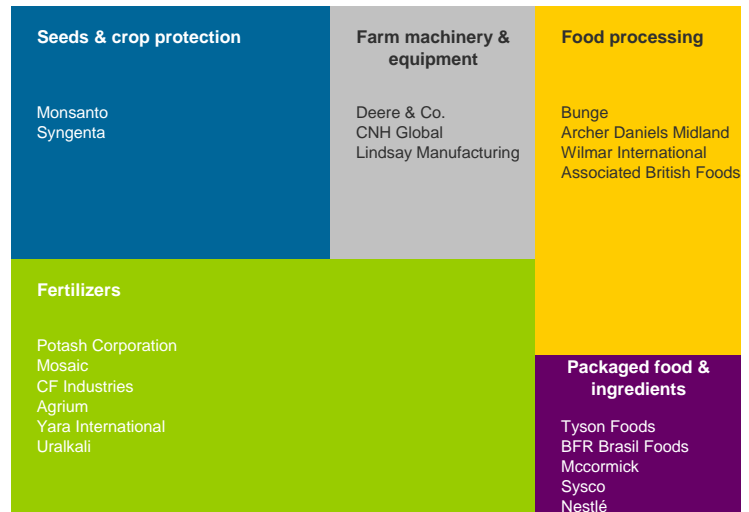 Seeds & crop protection
Monsanto
Syngenta
Farm machinery &
equipment
Deere & Co.
CNH Global
Lindsay Manufacturing
Food processing
Bunge
Archer Daniels Midland
Wilmar International
Associated British Foods
Fertilizers
Potash Corporation
Mosaic
CF Industries
Agrium
Yara International
Uralkali
Packaged food &
ingredients
Tyson Foods
BFR Brasil Foods
Mccormick
Sysco
Nestlé